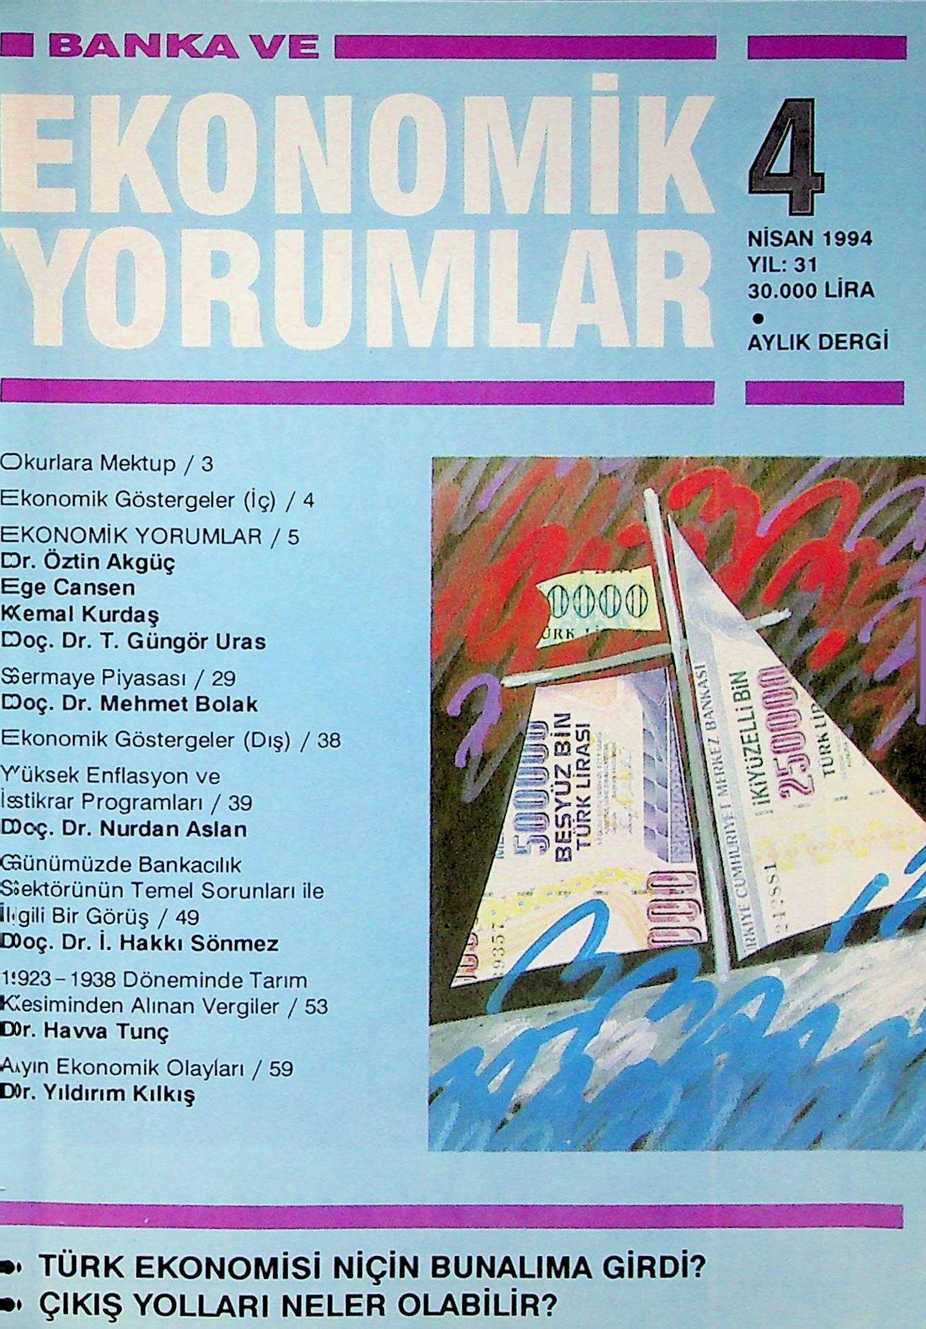 BANKA VE
EKONOMİK
YORUMLAR
4
NİSAN 1994
YIL: 31
30.000 LİRA
AYLIK DERGİ
Okurlara Mektup / 3
Ekonomik Göstergeler (İç) / 4
EKONOMİK YORUMLAR / 5
Dr. Öztin Akgüç
Ege Cansen
Kemal Kurdaş
Doç. Dr. T. Güngör Uras
Sermaye Piyasası / 29
Doç. Dr. Mehmet Bolak
Ekonomik Göstergeler (Dış) / 38
Yüksek Enflasyon ve
İstikrar Programları / 39
Doç. Dr. Nurdan Aslan
Günümüzde Bankacılık
Sektörünün Temel Sorunları ile
İlgili Bir Görüş / 49
Doç. Dr. İ. Hakkı Sönmez
1923-1938 Döneminde Tarım
Kesiminden Alınan Vergiler / 53
Dr. Havva Tunç
Ayın Ekonomik Olayları / 59
Dr. Yıldırım Kılkış
0000
TÜRK Lİ
500000
BEŞYÜZ BİN
TÜRK LİRASI
000
TÜRKİYE CUMHURİYET MERKEZ BANKASI
İKİYÜZELLİ BİN
250000
TÜRK LİR
TÜRK EKONOMİSİ NİÇİN BUNALIMA GİRDİ?
ÇIKIŞ YOLLARI NELER OLABİLİR?